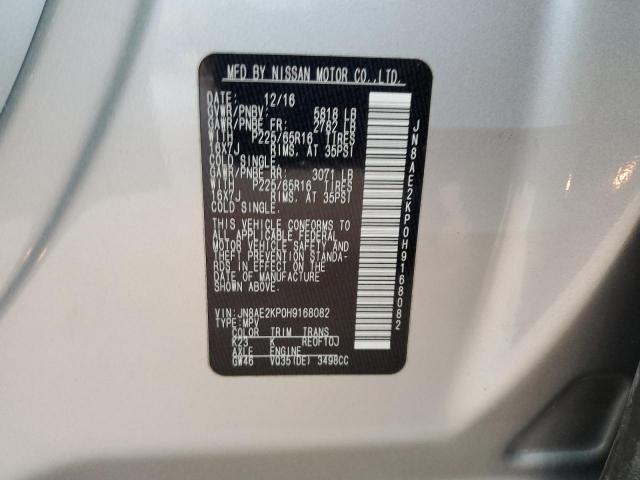 MFD BY NISSAN MOTOR CO.,LTD.
DATE: 12/16
GVWR/PNBV: 5818 LB
GAWR/PNBE FR: 2782 LB
WITH P225/65R16 TIRES
16X7J RIMS, AT 35PSI
COLD SINGLE.
GAWR/PNBE RR: 3071 LB
WITH, P225/65R16 TIRES
16X7J RIMS, AT 35PSI
COLD SINGLE.
THIS VEHICLE CONFORMS TO
ALL APPLICABLE FEDERAL
MOTOR VEHICLE SAFETY AND
THEFT PREVENTION STANDA-
RDS IN EFFECT ON THE
DATE OF MANUFACTURE
SHOWN ABOVE.
VIN: JN8AE2KP0H9168082
TYPE: MPV
COLOR TRIM TRANS
K23 K RE0F10J
AXLE ENGINE
GW46 VQ35(DE) 3498CC
JN8AE2KP0H9168082